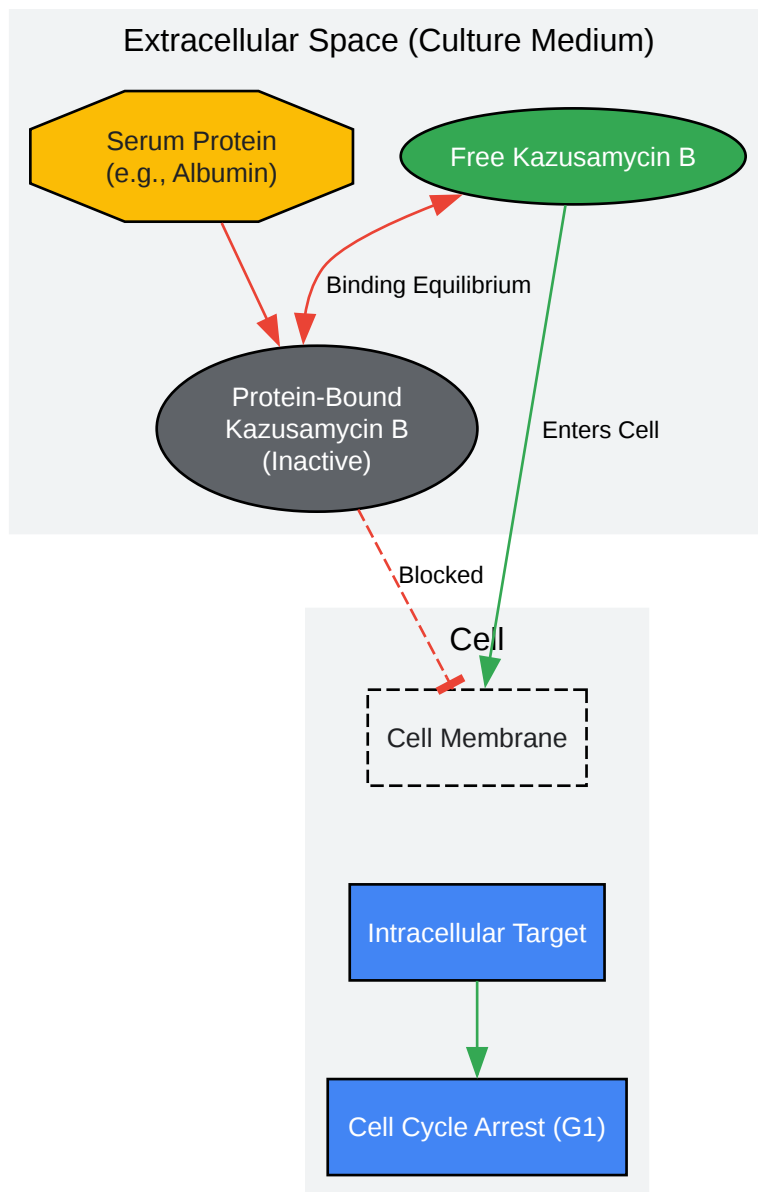 Extracellular Space (Culture Medium)
Serum Protein
(e.g., Albumin)
Free Kazusamycin B
Binding Equilibrium
Protein-Bound
Kazusamycin B
(Inactive)
Enters Cell
Blocked
Cell
Cell Membrane
Intracellular Target
Cell Cycle Arrest (G1)